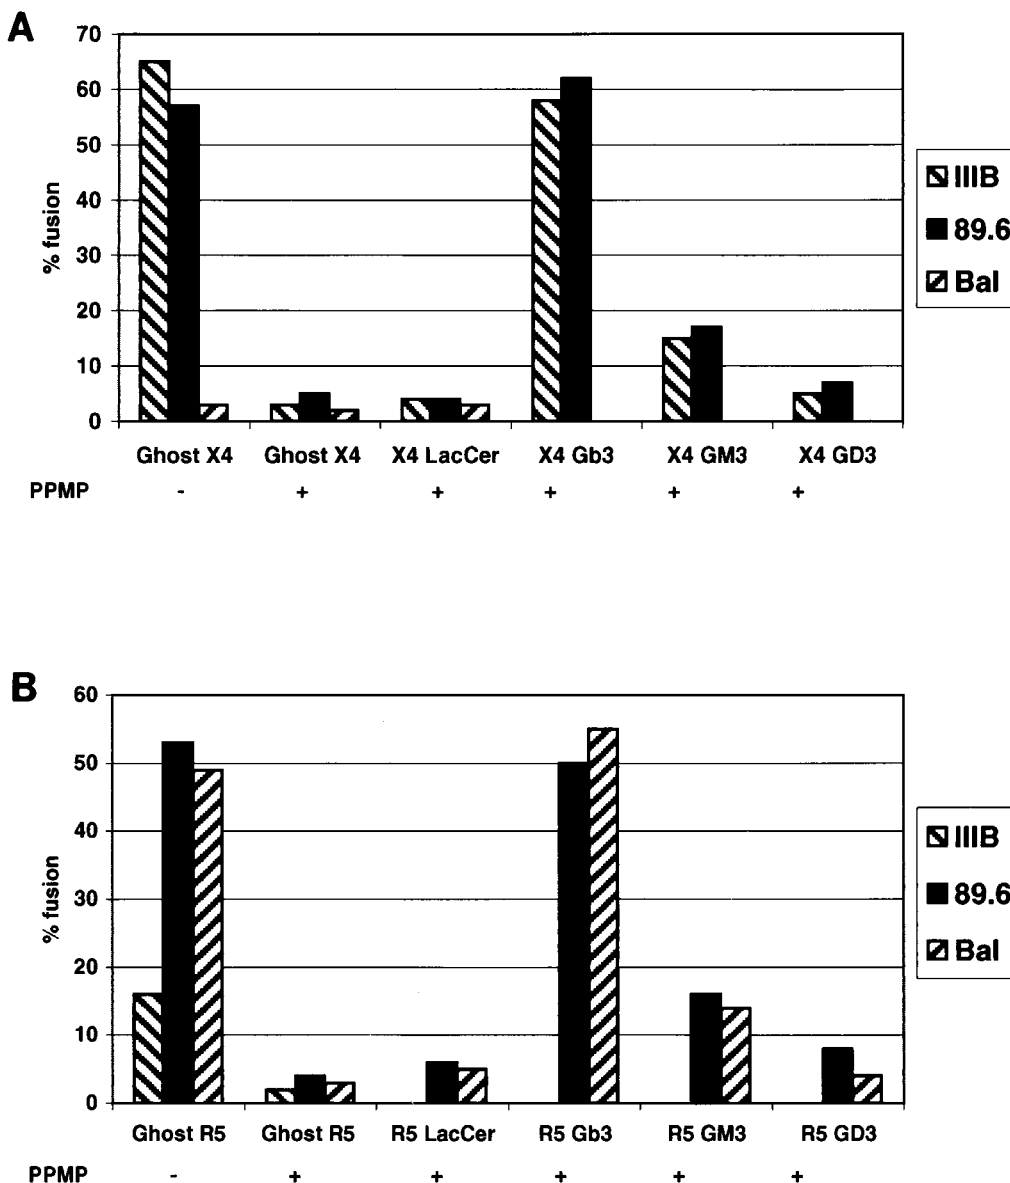 A
70
60
50
40
30
20
10
0
% fusion
IIIB
89.6
Bal
Ghost X4 Ghost X4 X4 LacCer X4 Gb3 X4 GM3 X4 GD3
PPMP - + + + + +
B
60
50
40
30
20
10
0
% fusion
IIIB
89.6
Bal
Ghost R5 Ghost R5 R5 LacCer R5 Gb3 R5 GM3 R5 GD3
PPMP - + + + + +